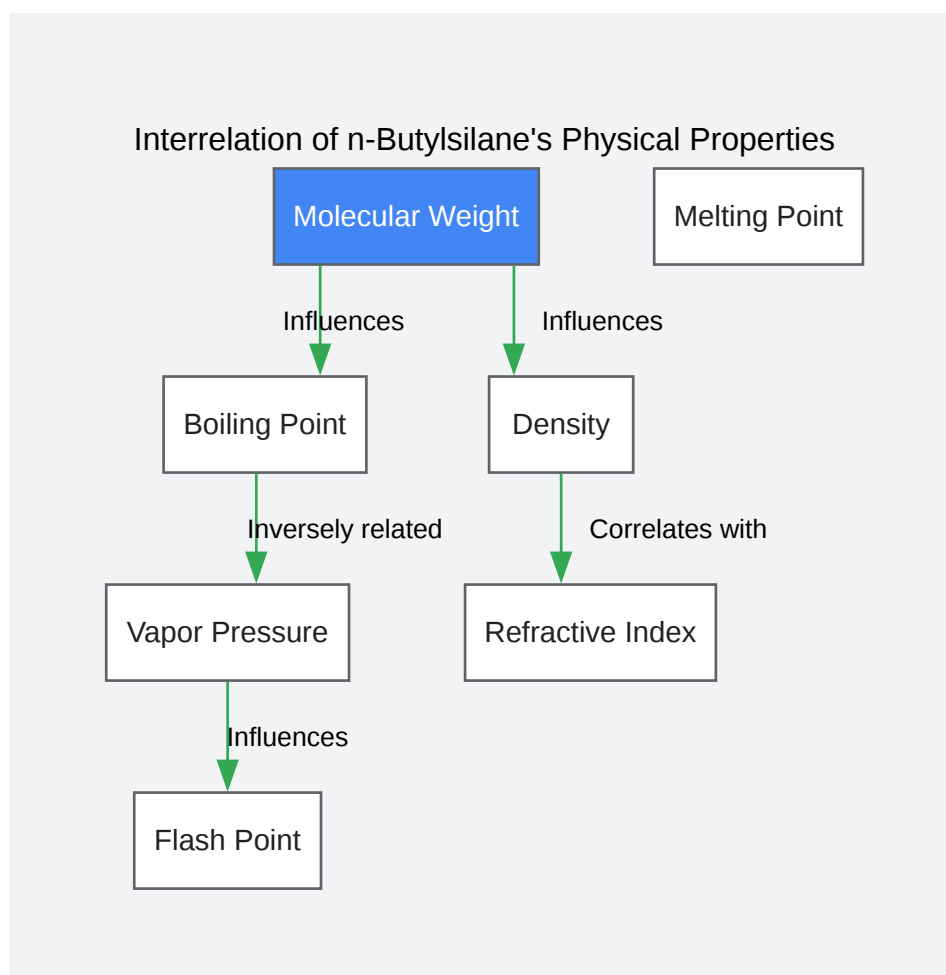 Interrelation of n-Butylsilane's Physical Properties
Molecular Weight
Melting Point
Influences
Influences
Boiling Point
Density
Inversely related
Correlates with
Vapor Pressure
Refractive Index
Influences
Flash Point